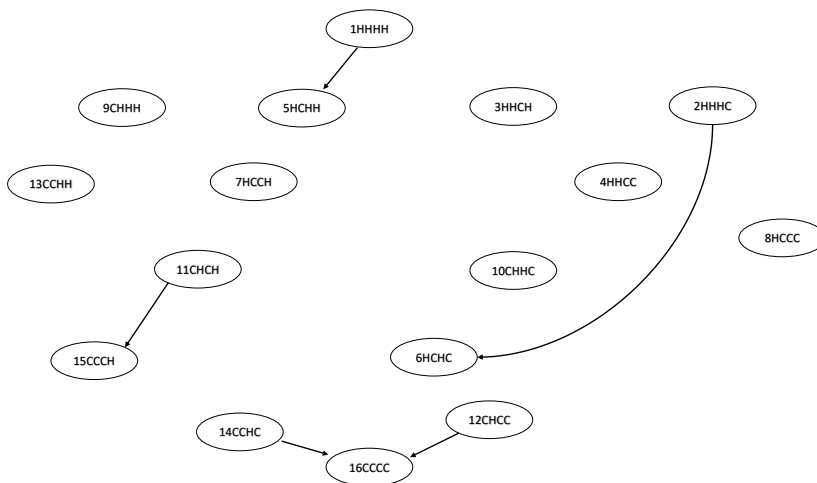 1HHHH
9CHHH
5HCHH
3HHCH
2HHHC
13CCHH
7HCCH
4HHCC
8HCCC
11CHCH
10CHHC
15CCCH
6HCHC
14CCHC
12CHCC
16CCCC